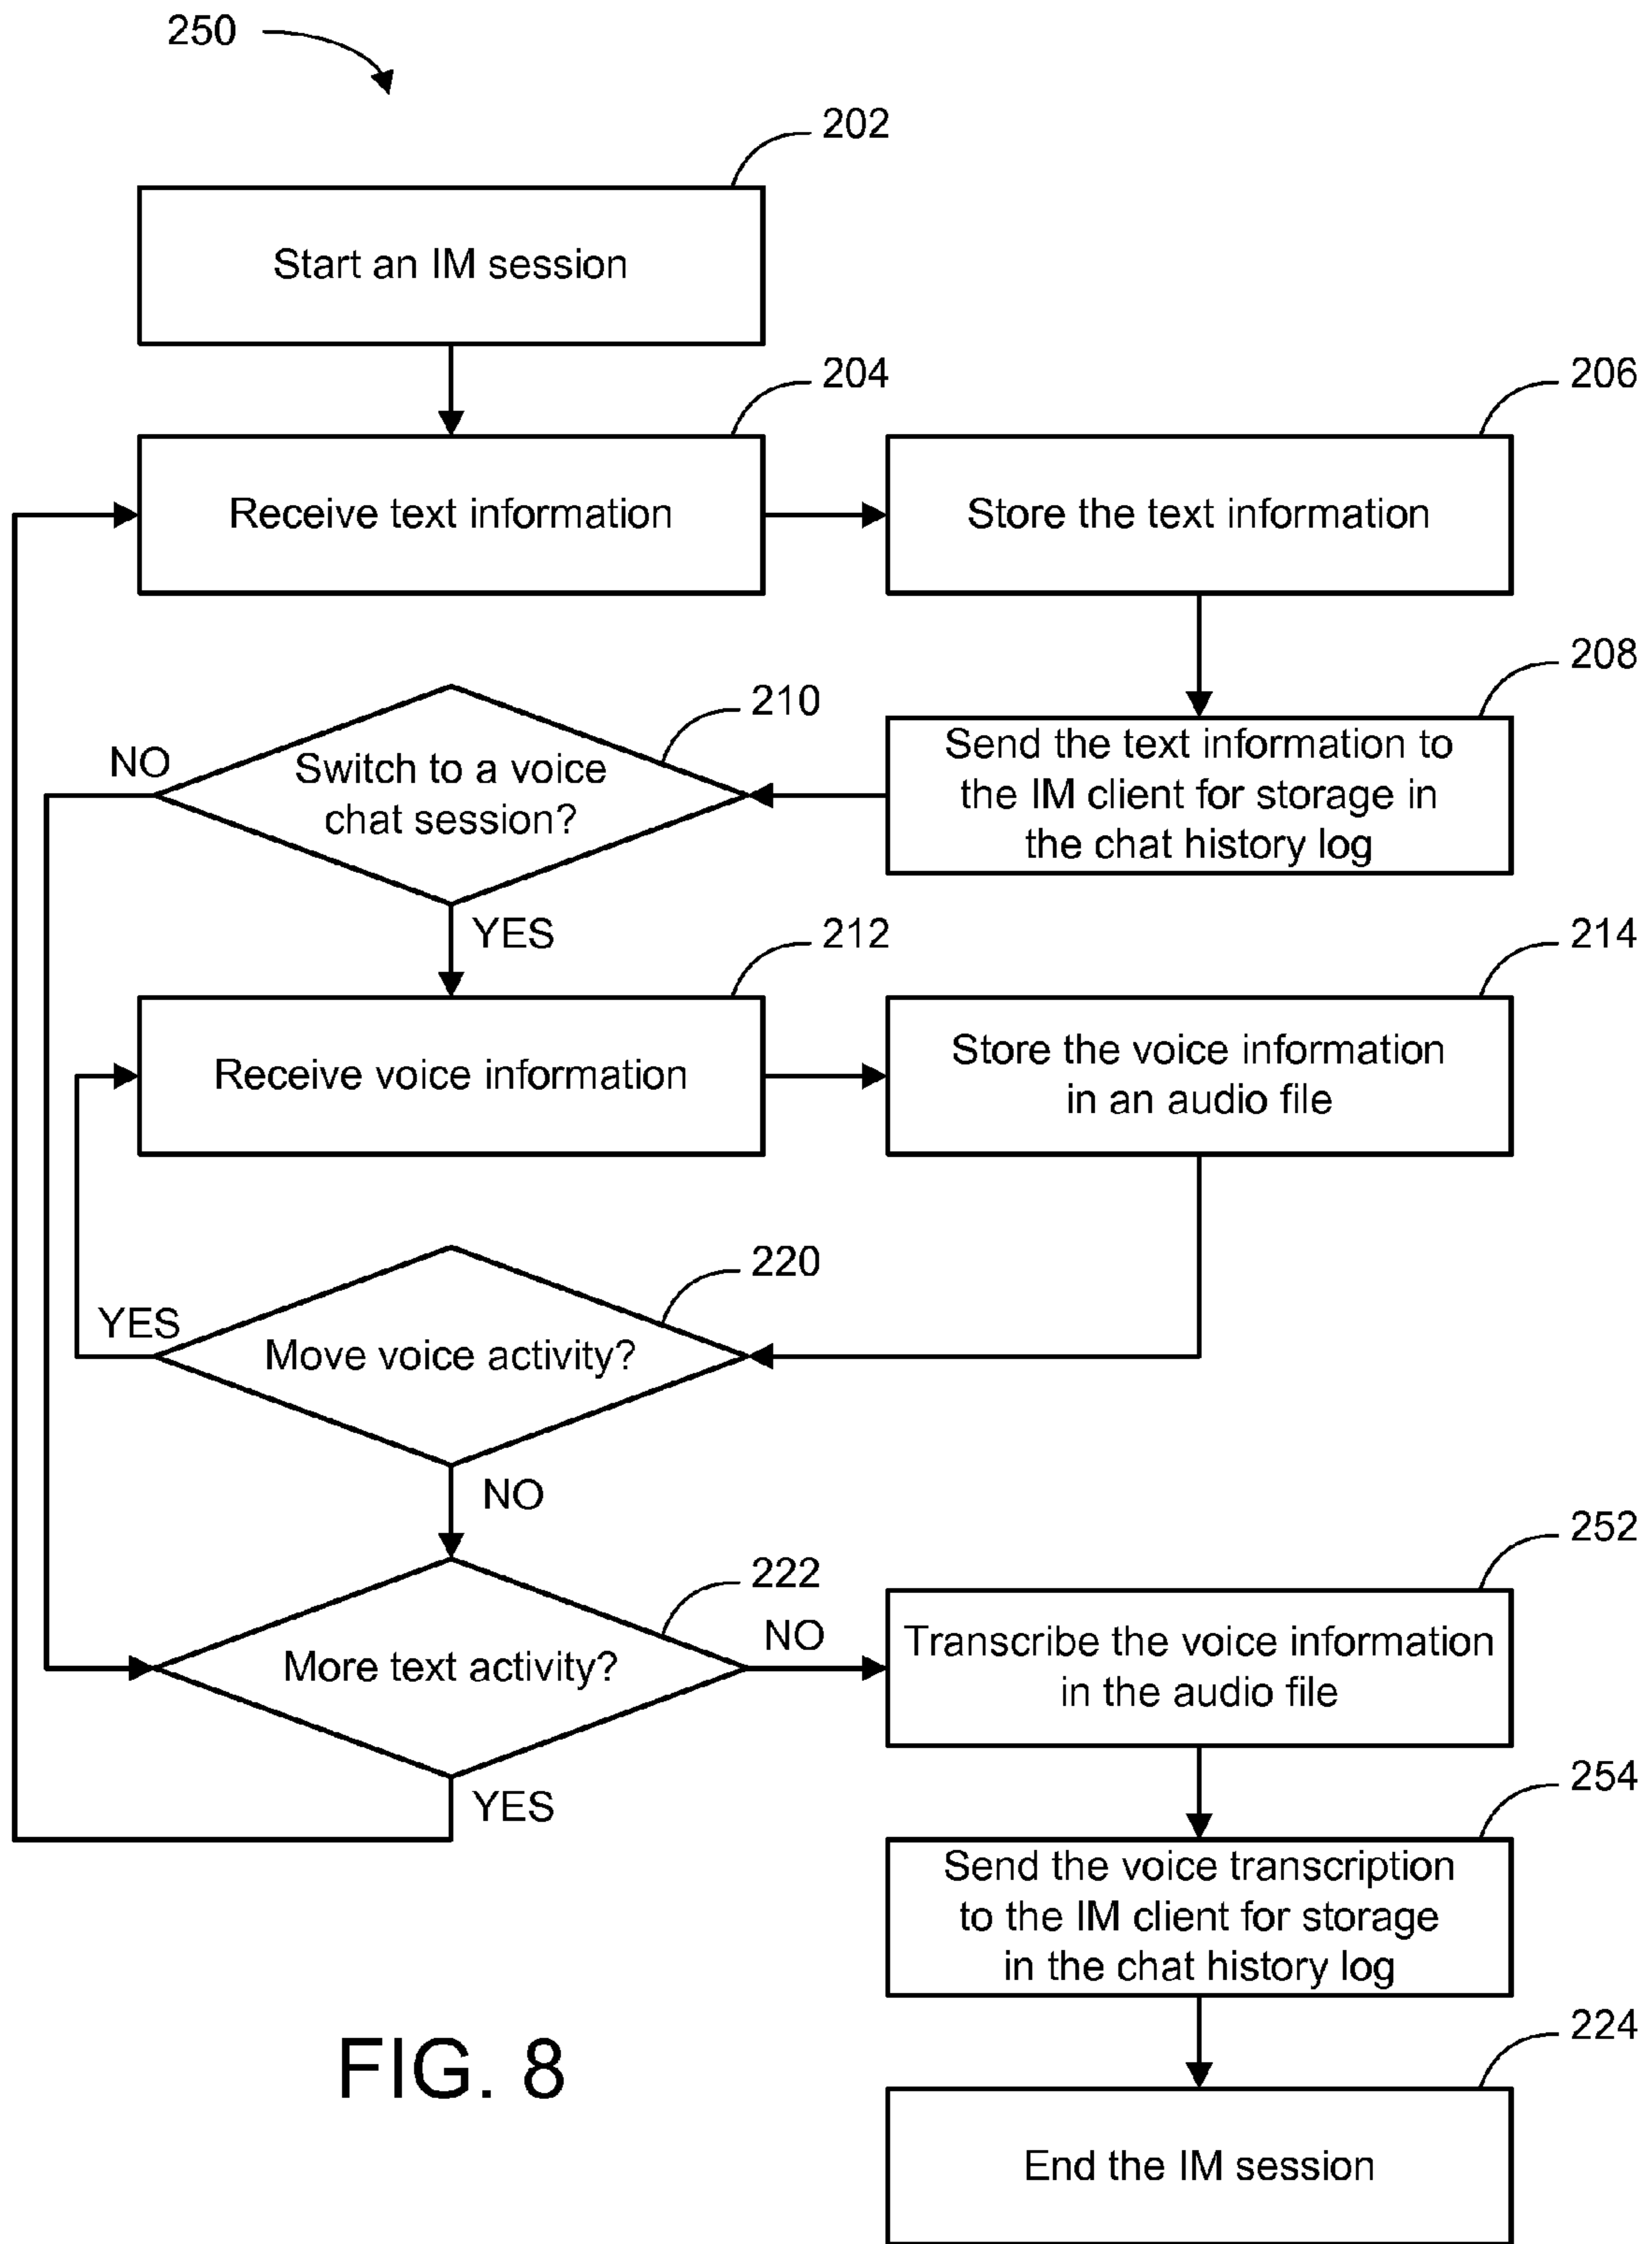 250
202
Start an IM session
204
206
Receive text information
Store the text information
208
210
Send the text information to
the IM client for storage in
the chat history log
NO
Switch to a voice
chat session?
YES
212
214
Receive voice information
Store the voice information
in an audio file
220
YES
Move voice activity?
NO
252
222
NO
More text activity?
Transcribe the voice information
in the audio file
YES
254
Send the voice transcription
to the IM client for storage
in the chat history log
224
FIG. 8
End the IM session